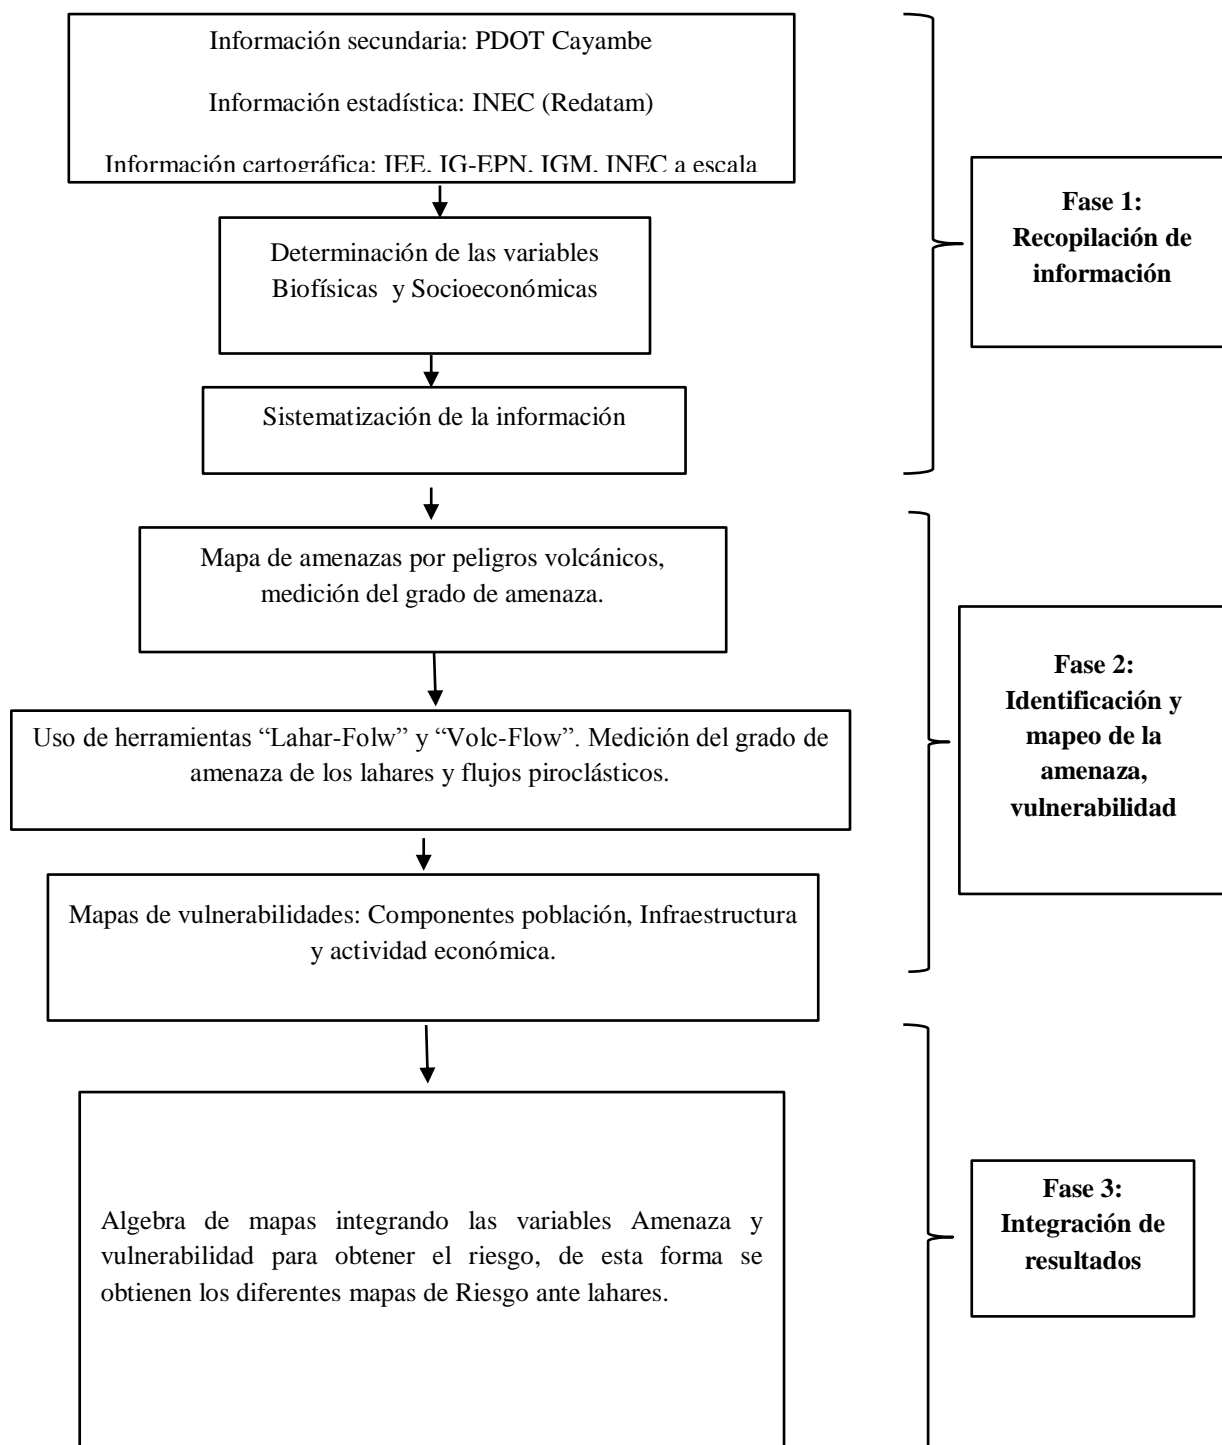 Información secundaria: PDOT Cayambe
Información estadística: INEC (Redatam)
Información cartográfica: IEE, IG-EPN, IGM, INEC a escala
Fase 1:
Recopilación de
información
Determinación de las variables
Biofísicas y Socioeconómicas
Sistematización de la información
Mapa de amenazas por peligros volcánicos,
medición del grado de amenaza.
Fase 2:
Identificación y
mapeo de la
amenaza,
vulnerabilidad
Uso de herramientas “Lahar-Folw” y “Volc-Flow”. Medición del grado de
amenaza de los lahares y flujos piroclásticos.
Mapas de vulnerabilidades: Componentes población, Infraestructura
y actividad económica.
Algebra de mapas integrando las variables Amenaza y
vulnerabilidad para obtener el riesgo, de esta forma se
obtienen los diferentes mapas de Riesgo ante lahares.
Fase 3:
Integración de
resultados